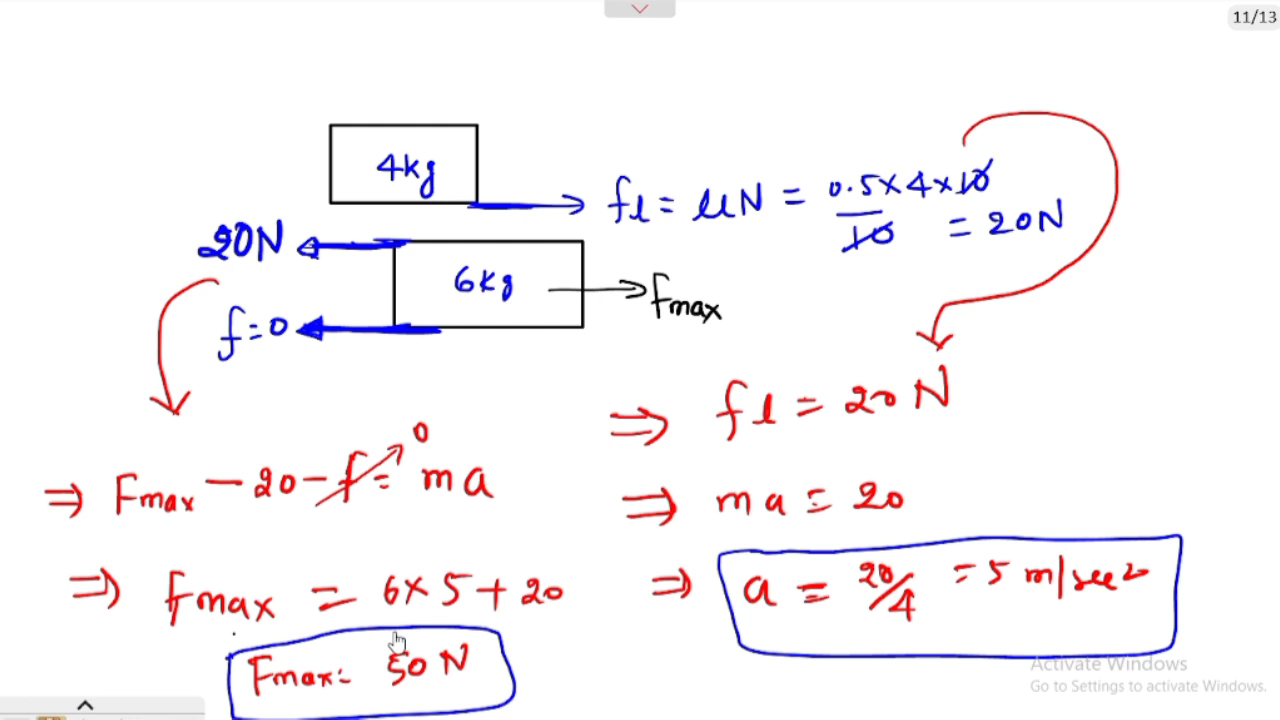 11/13
4kg
fl = μN = 0.5×4×10/10 = 20N
20N
6kg
Fmax
f=0
⇒ fl = 20 N
0
⇒ Fmax - 20 - f = ma
⇒ ma = 20
⇒ Fmax = 6×5+20
⇒ a = 20/4 = 5 m/sec²
Fmax = 50 N
Activate Windows
Go to Settings to activate Windows.